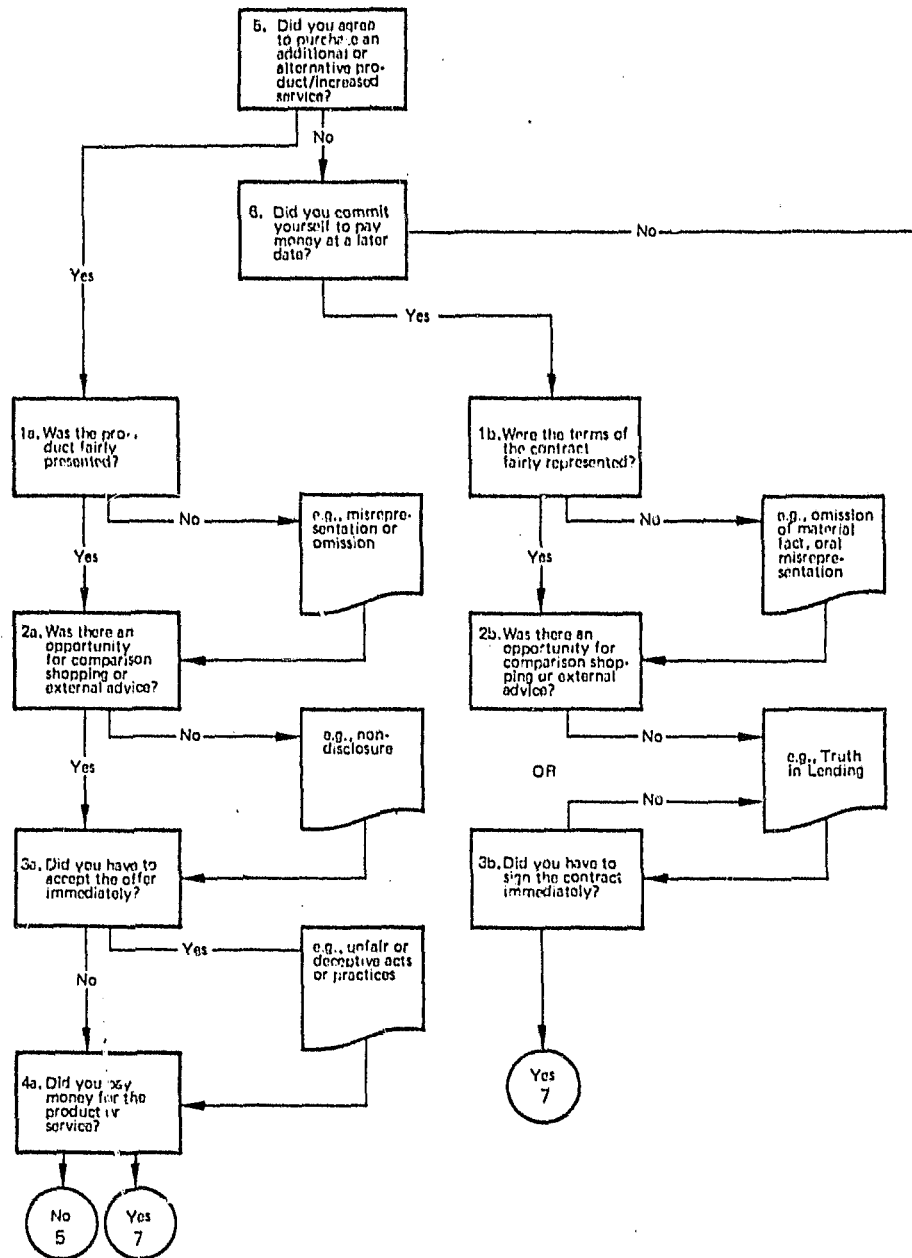 5. Did you agree
to purchase an
additional or
alternative pro-
duct/increased
service?
No
6. Did you commit
yourself to pay
money at a later
date?
No
Yes
Yes
1a. Was the pro-
duct fairly
presented?
1b. Were the terms of
the contract
fairly represented?
No
e.g., misrepre-
sentation or
omission
No
e.g., omission
of material
fact, oral
misrepre-
sentation
Yes
Yes
2a. Was there an
opportunity
for comparison
shopping or
external advice?
2b. Was there an
opportunity for
comparison shop-
ping or external
advice?
No
e.g., non-
disclosure
No
e.g., Truth
in Lending
Yes
OR
No
3a. Did you have to
accept the offer
immediately?
3b. Did you have to
sign the contract
immediately?
Yes
e.g., unfair or
deceptive acts
or practices
No
4a. Did you pay
money for the
product or
service?
Yes
7
No
5
Yes
7